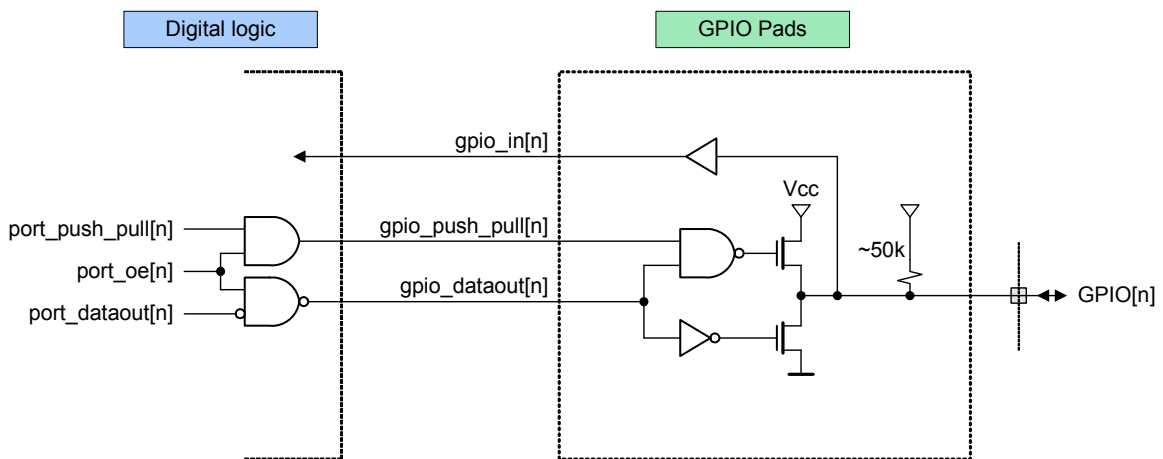 Digital logic
GPIO Pads
gpio_in[n]
Vcc
port_push_pull[n]
gpio_push_pull[n]
~50k
port_oe[n]
gpio_dataout[n]
GPIO[n]
port_dataout[n]